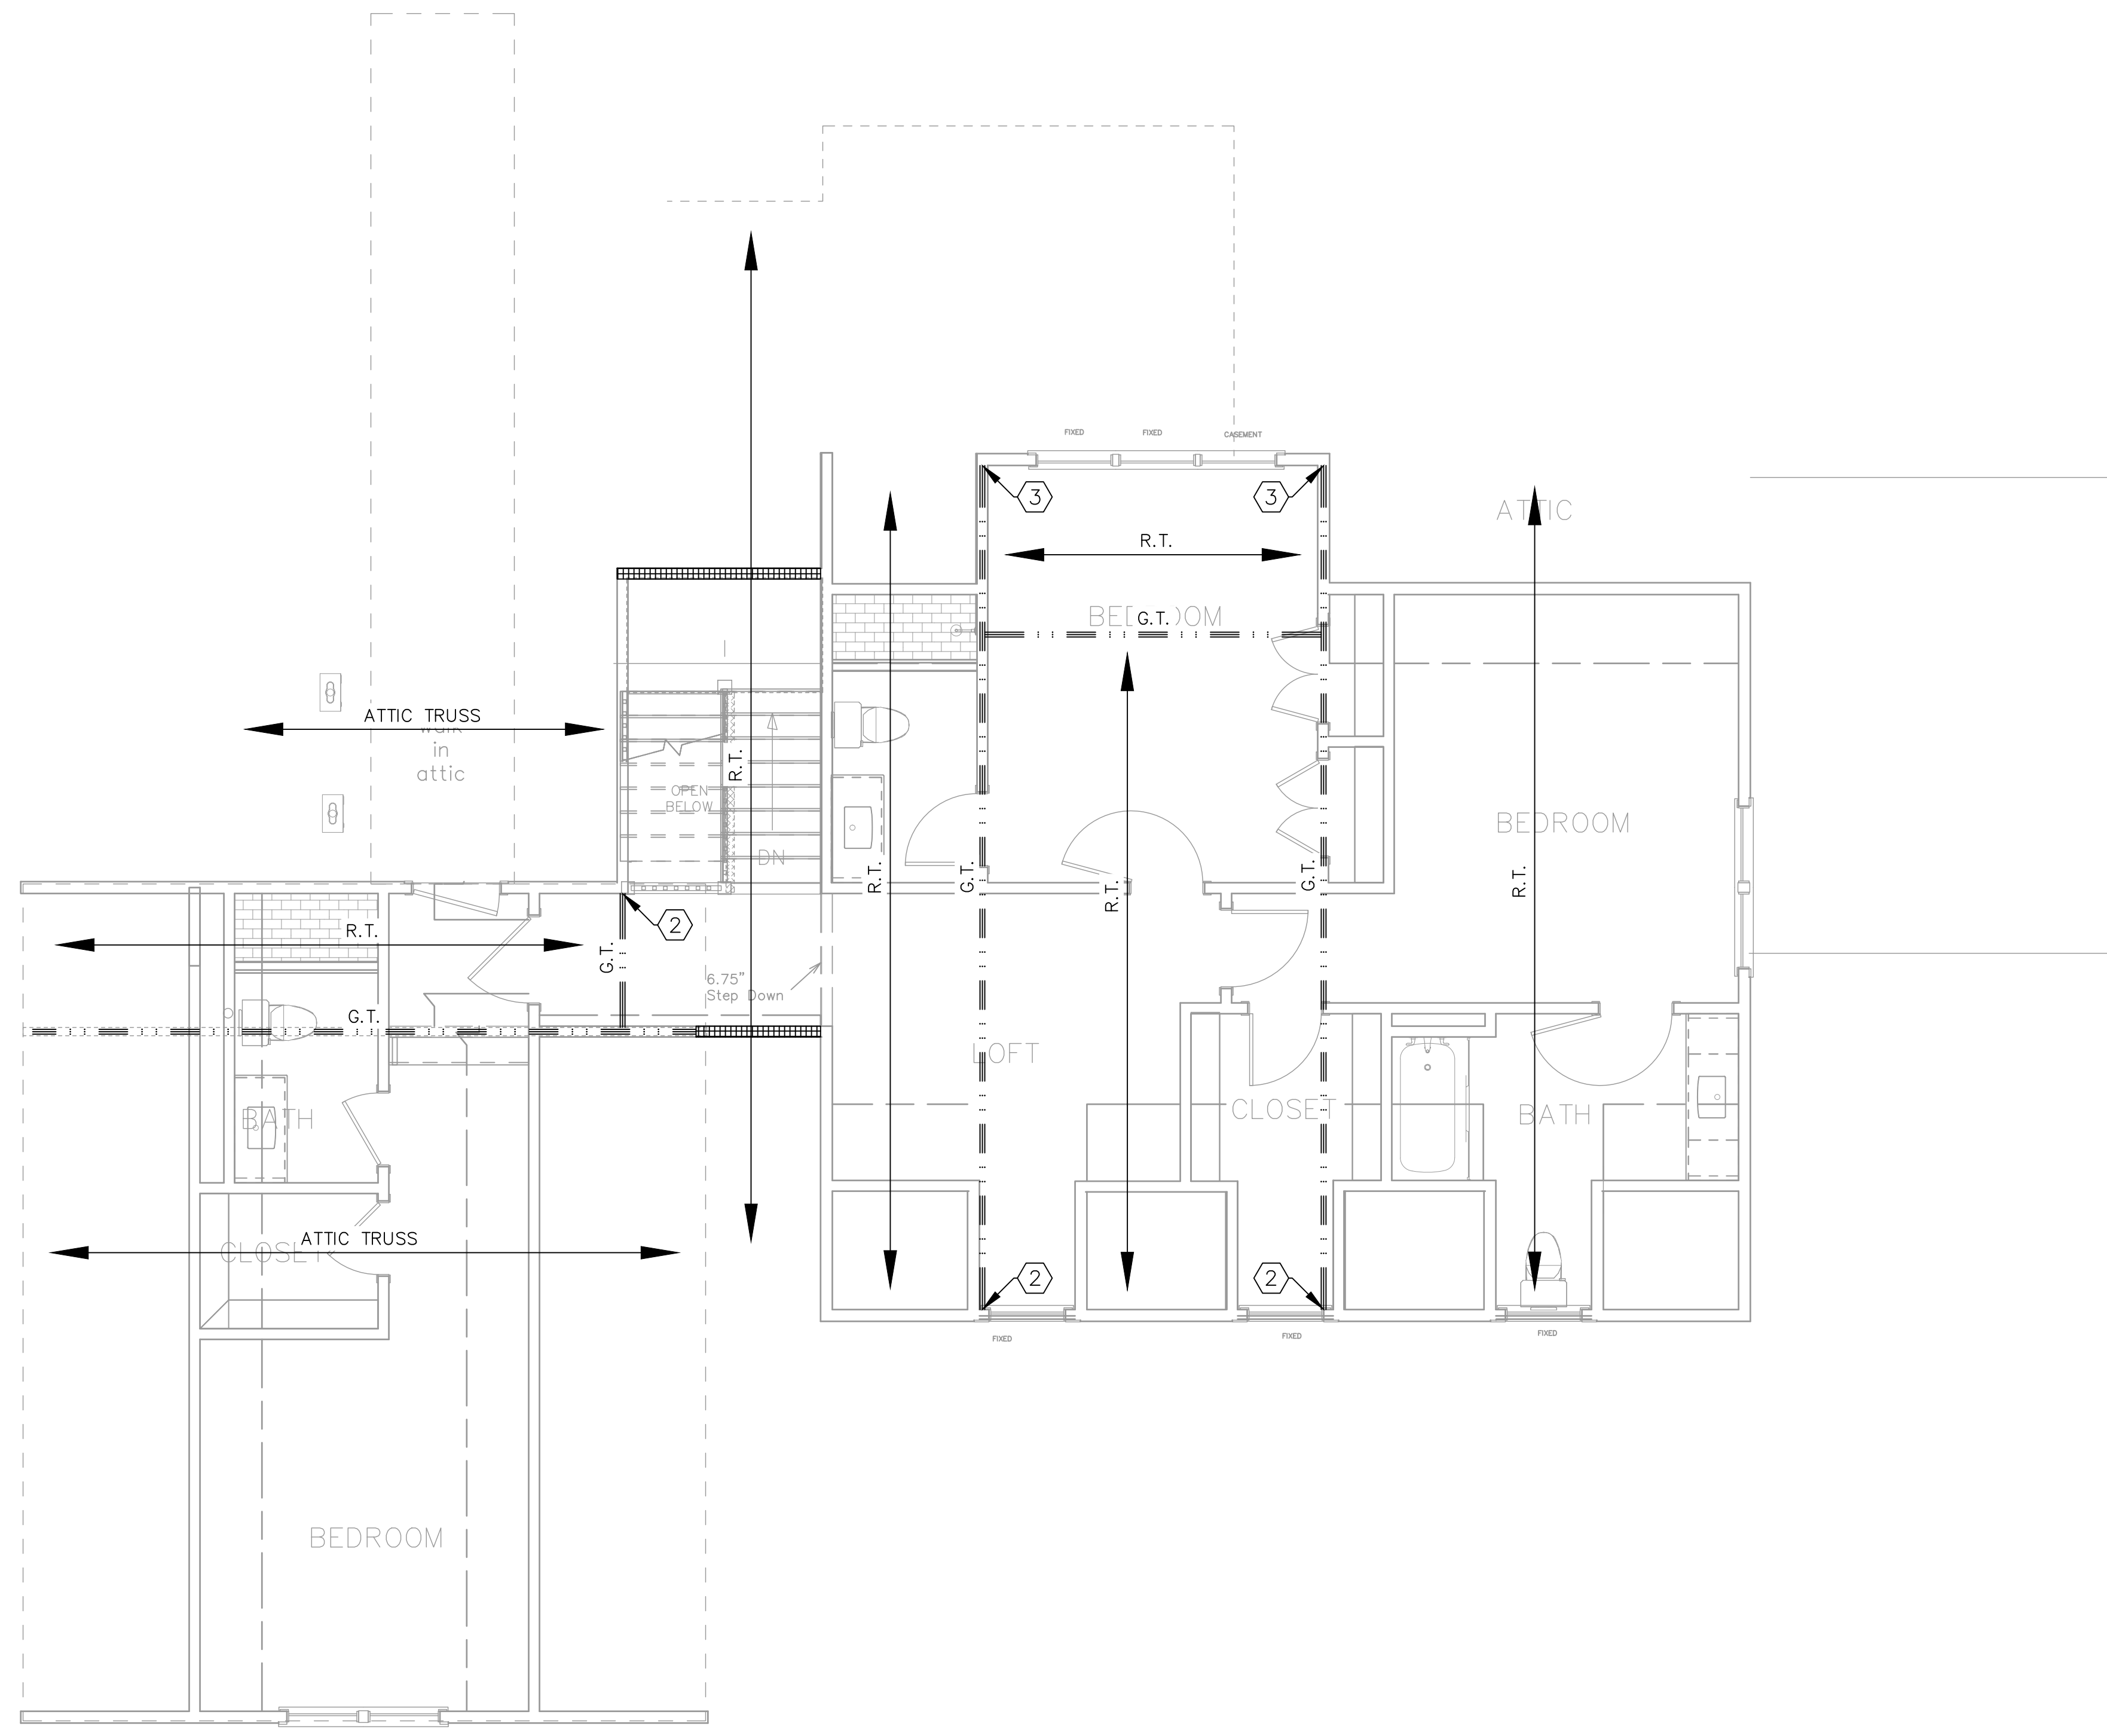 FIXED
FIXED
CASEMENT
3
3
ATTIC
R.T.
BEDROOM
G.T.
ATTIC TRUSS
walk
in
attic
R.T.
OPEN
BELOW
DN
BEDROOM
R.T.
G.T.
R.T.
G.T.
R.T.
2
R.T.
G.T.
6.75"
Step Down
G.T.
LOFT
BATH
CLOSET
BATH
ATTIC TRUSS
CLOSET
2
2
FIXED
FIXED
FIXED
BEDROOM